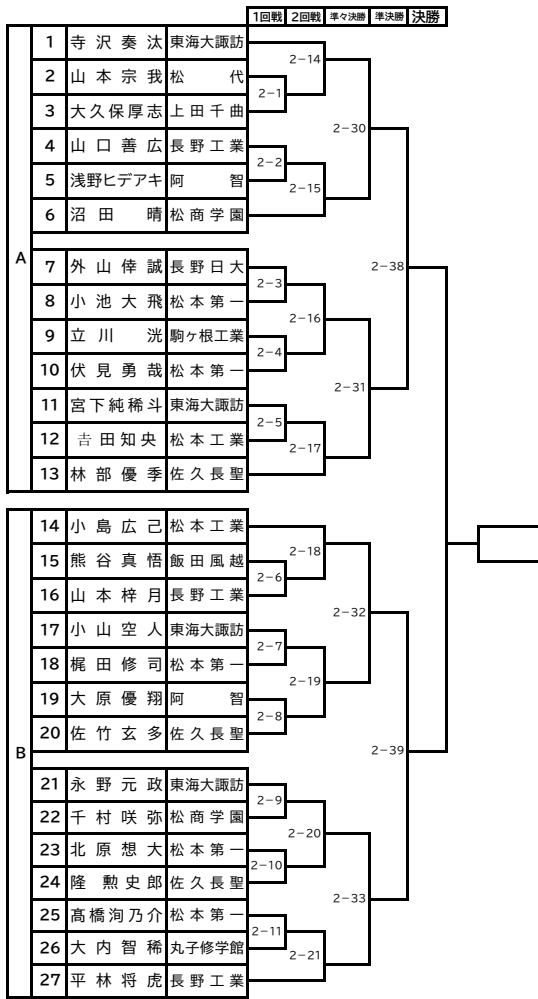 1回戦 2回戦 準々決勝 準決勝 決勝
A
1 寺沢奏汰 東海大諏訪
2 山本宗我 松代
3 大久保厚志 上田千曲
4 山口善広 長野工業
5 浅野ヒデアキ 阿智
6 沼田晴 松商学園
7 外山倖誠 長野日大
8 小池大飛 松本第一
9 立川洸 駒ヶ根工業
10 伏見勇哉 松本第一
11 宮下純稀斗 東海大諏訪
12 𠮷田知央 松本工業
13 林部優季 佐久長聖
2-14
2-1
2-30
2-2
2-15
2-38
2-3
2-16
2-4
2-31
2-5
2-17
B
14 小島広己 松本工業
15 熊谷真悟 飯田風越
16 山本梓月 長野工業
17 小山空人 東海大諏訪
18 梶田修司 松本第一
19 大原優翔 阿智
20 佐竹玄多 佐久長聖
21 永野元政 東海大諏訪
22 千村咲弥 松商学園
23 北原想大 松本第一
24 隆勲史郎 佐久長聖
25 髙橋洵乃介 松本第一
26 大内智稀 丸子修学館
27 平林将虎 長野工業
2-18
2-6
2-32
2-7
2-19
2-8
2-39
2-9
2-20
2-10
2-33
2-11
2-21